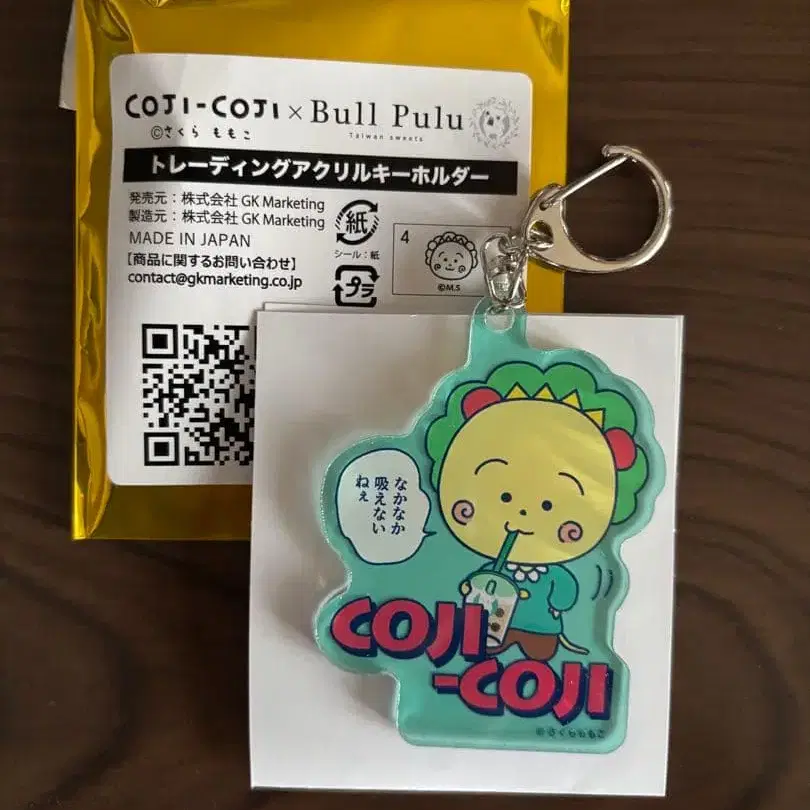 COJI-COJI × Bull Pulu
Taiwan sweets
©さくら ももこ
トレーディングアクリルキーホルダー
発売元：株式会社 GK Marketing
製造元：株式会社 GK Marketing
MADE IN JAPAN
【商品に関するお問い合わせ】
contact@gkmarketing.co.jp
紙
シール：紙
プラ
4
©M.S
なかなか
吸えない
ねぇ
COJI
-COJI
© さくらももこ